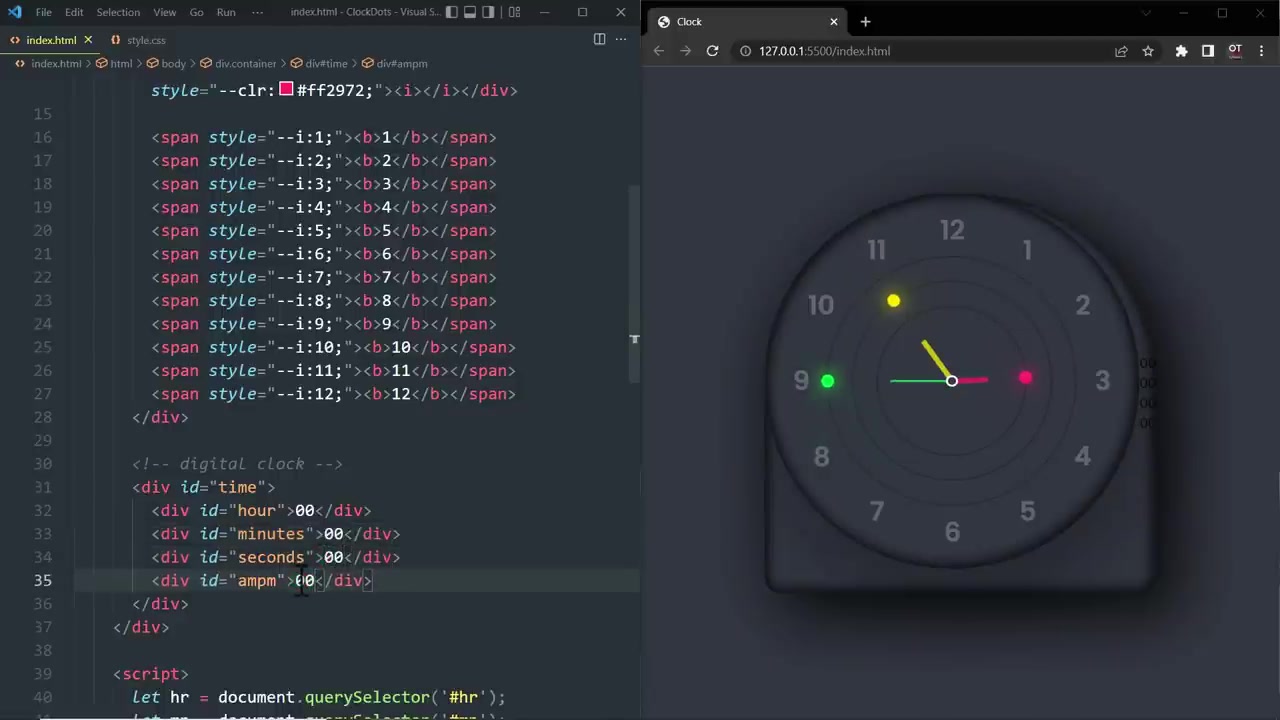 File Edit Selection View Go Run ··· index.html - ClockDots - Visual S...
index.html style.css
index.html > html > body > div.container > div#time > div#ampm
style="--clr:#ff2972;"><i></i></div>
15
16 <span style="--i:1;"><b>1</b></span>
17 <span style="--i:2;"><b>2</b></span>
18 <span style="--i:3;"><b>3</b></span>
19 <span style="--i:4;"><b>4</b></span>
20 <span style="--i:5;"><b>5</b></span>
21 <span style="--i:6;"><b>6</b></span>
22 <span style="--i:7;"><b>7</b></span>
23 <span style="--i:8;"><b>8</b></span>
24 <span style="--i:9;"><b>9</b></span>
25 <span style="--i:10;"><b>10</b></span>
26 <span style="--i:11;"><b>11</b></span>
27 <span style="--i:12;"><b>12</b></span>
28 </div>
29
30 <!-- digital clock -->
31 <div id="time">
32 <div id="hour">00</div>
33 <div id="minutes">00</div>
34 <div id="seconds">00</div>
35 <div id="ampm">00</div>
36 </div>
37 </div>
38
39 <script>
40 let hr = document.querySelector('#hr');
Clock
127.0.0.1:5500/index.html
OT
12
1
2
3
4
5
6
7
8
9
10
11
00
00
00
00